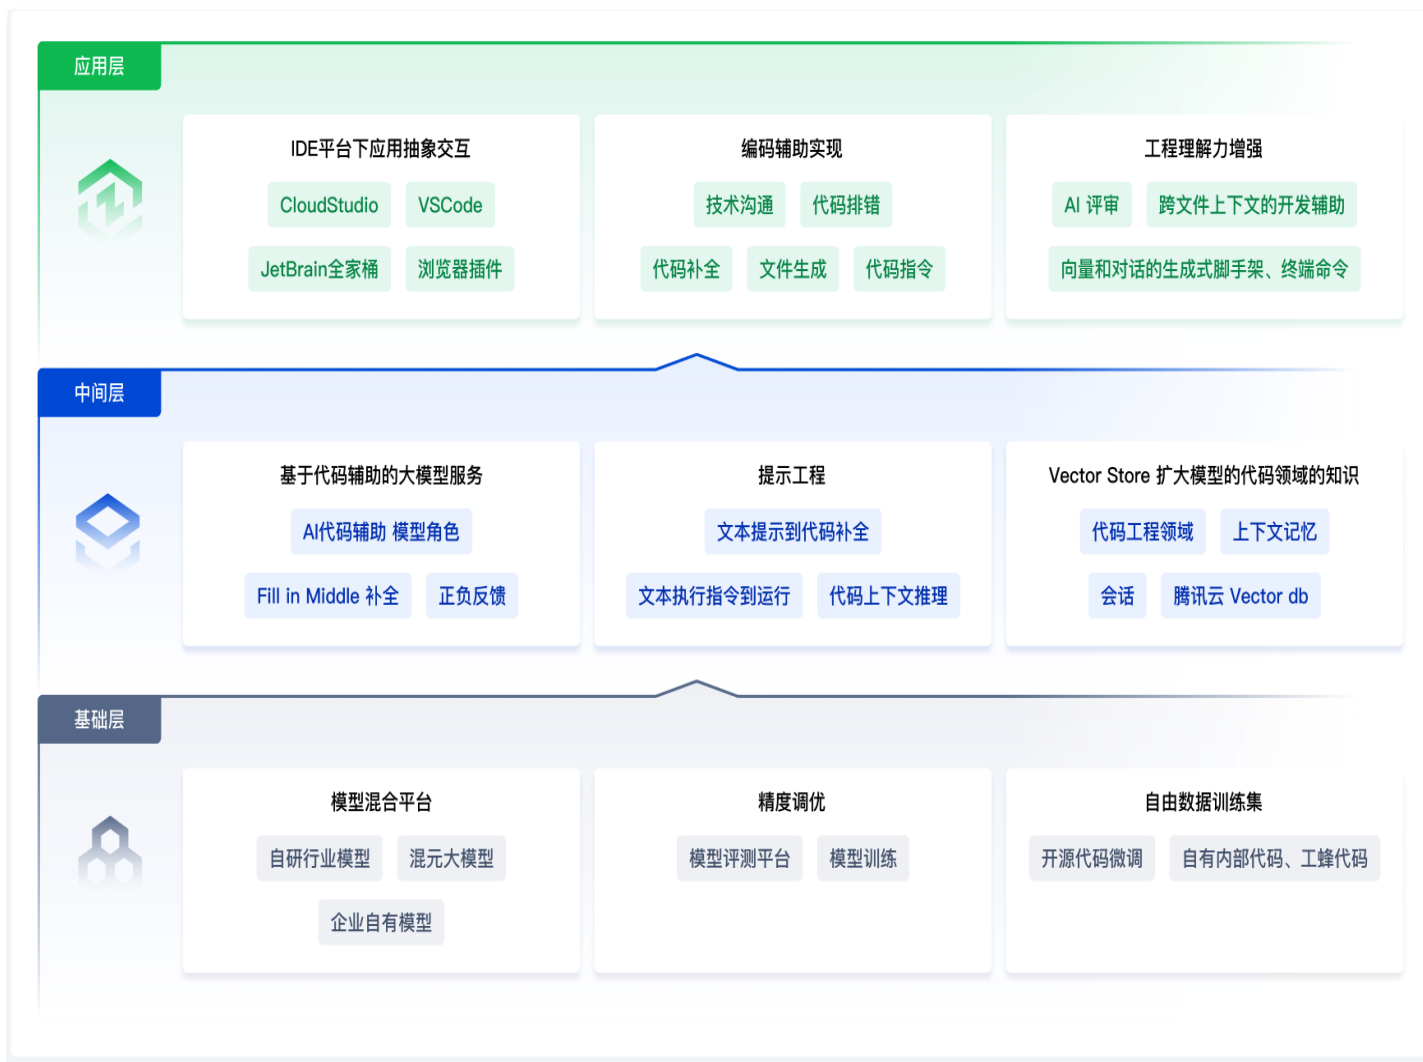 应用层
IDE平台下应用抽象交互
CloudStudio
VSCode
JetBrain全家桶
浏览器插件
编码辅助实现
技术沟通
代码排错
代码补全
文件生成
代码指令
工程理解力增强
AI 评审
跨文件上下文的开发辅助
向量和对话的生成式脚手架、终端命令
中间层
基于代码辅助的大模型服务
AI代码辅助 模型角色
Fill in Middle 补全
正负反馈
提示工程
文本提示到代码补全
文本执行指令到运行
代码上下文推理
Vector Store 扩大模型的代码领域的知识
代码工程领域
上下文记忆
会话
腾讯云 Vector db
基础层
模型混合平台
自研行业模型
混元大模型
企业自有模型
精度调优
模型评测平台
模型训练
自由数据训练集
开源代码微调
自有内部代码、工蜂代码